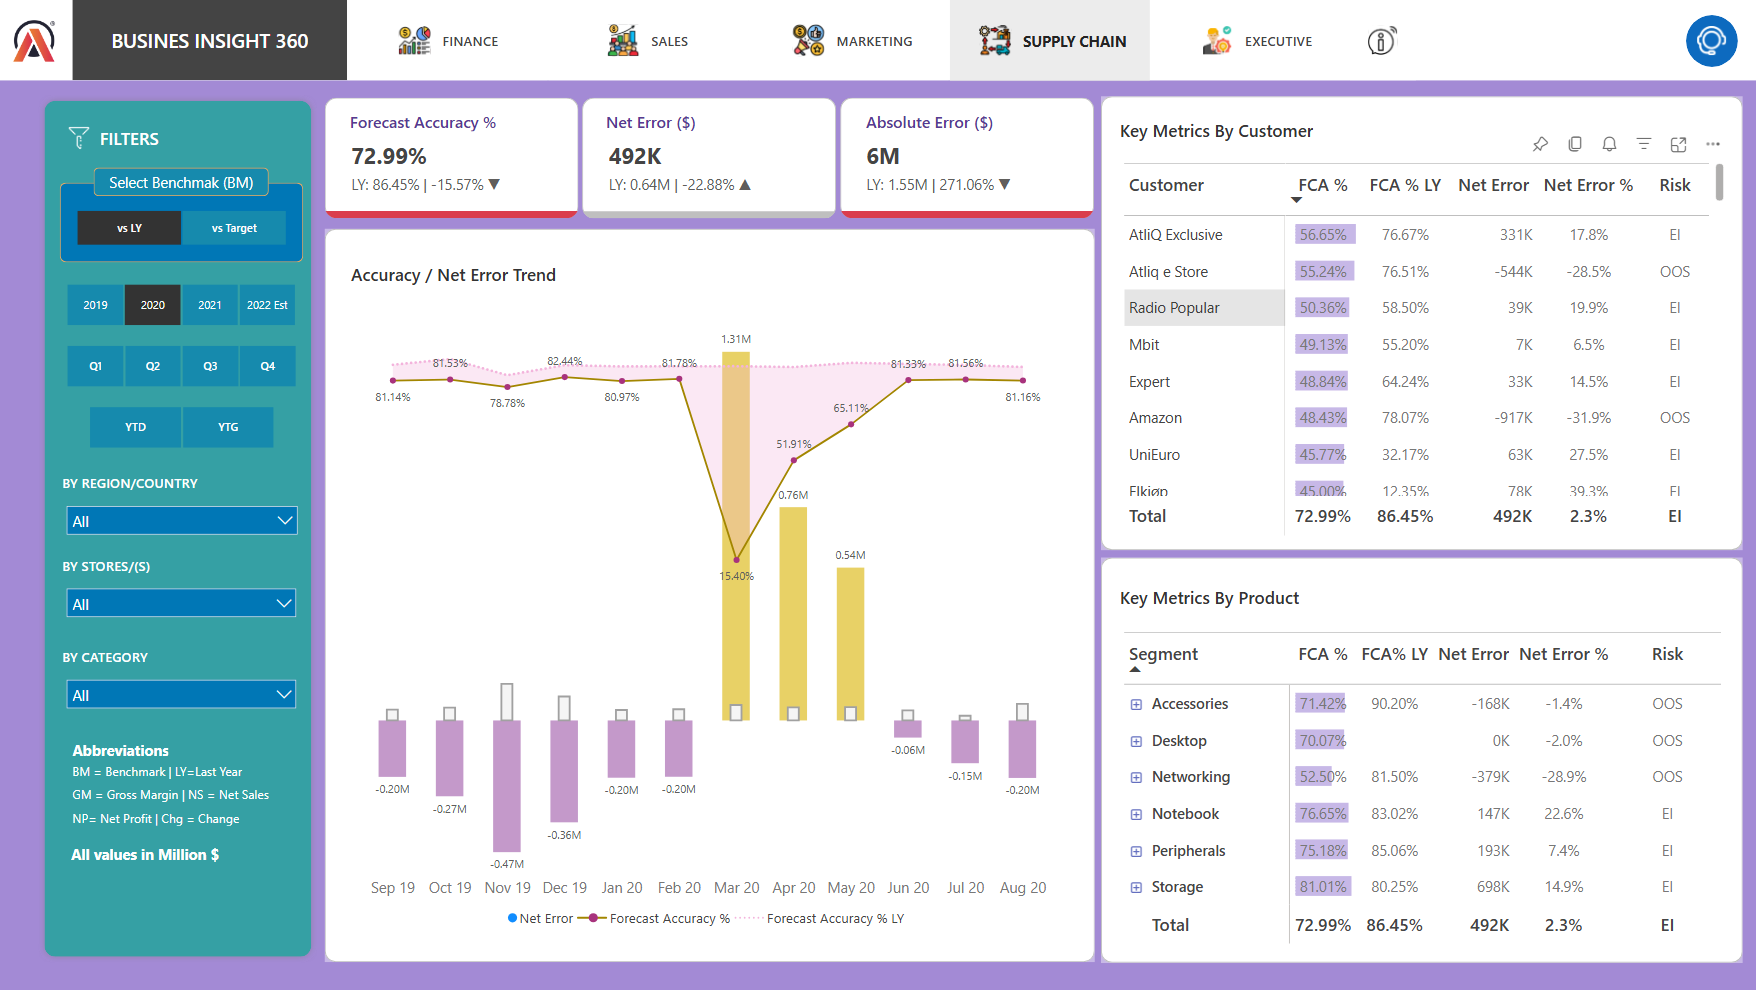 BUSINES INSIGHT 360
FINANCE
SALES
MARKETING
SUPPLY CHAIN
EXECUTIVE
FILTERS
Select Benchmak (BM)
vs LY
vs Target
2019
2020
2021
2022 Est
Q1
Q2
Q3
Q4
YTD
YTG
BY REGION/COUNTRY
All
BY STORES/(S)
All
BY CATEGORY
All
Abbreviations
BM = Benchmark | LY=Last Year
GM = Gross Margin | NS = Net Sales
NP= Net Profit | Chg = Change
All values in Million $
Forecast Accuracy %
72.99%
LY: 86.45% | -15.57% ▼
Net Error ($)
492K
LY: 0.64M | -22.88% ▲
Absolute Error ($)
6M
LY: 1.55M | 271.06% ▼
Accuracy / Net Error Trend
1.31M
81.14%
81.53%
78.78%
82.44%
80.97%
81.78%
15.40%
51.91%
65.11%
81.33%
81.56%
81.16%
0.76M
0.54M
-0.20M
-0.27M
-0.47M
-0.36M
-0.20M
-0.20M
-0.06M
-0.15M
-0.20M
Sep 19 Oct 19 Nov 19 Dec 19 Jan 20 Feb 20 Mar 20 Apr 20 May 20 Jun 20 Jul 20 Aug 20
Net Error Forecast Accuracy % Forecast Accuracy % LY
Key Metrics By Customer
Customer FCA % FCA % LY Net Error Net Error % Risk
AtliQ Exclusive 56.65% 76.67% 331K 17.8% EI
Atliq e Store 55.24% 76.51% -544K -28.5% OOS
Radio Popular 50.36% 58.50% 39K 19.9% EI
Mbit 49.13% 55.20% 7K 6.5% EI
Expert 48.84% 64.24% 33K 14.5% EI
Amazon 48.43% 78.07% -917K -31.9% OOS
UniEuro 45.77% 32.17% 63K 27.5% EI
Elkjøp 45.00% 12.35% 78K 39.3% EI
Total 72.99% 86.45% 492K 2.3% EI
Key Metrics By Product
Segment FCA % FCA% LY Net Error Net Error % Risk
Accessories 71.42% 90.20% -168K -1.4% OOS
Desktop 70.07% 0K -2.0% OOS
Networking 52.50% 81.50% -379K -28.9% OOS
Notebook 76.65% 83.02% 147K 22.6% EI
Peripherals 75.18% 85.06% 193K 7.4% EI
Storage 81.01% 80.25% 698K 14.9% EI
Total 72.99% 86.45% 492K 2.3% EI